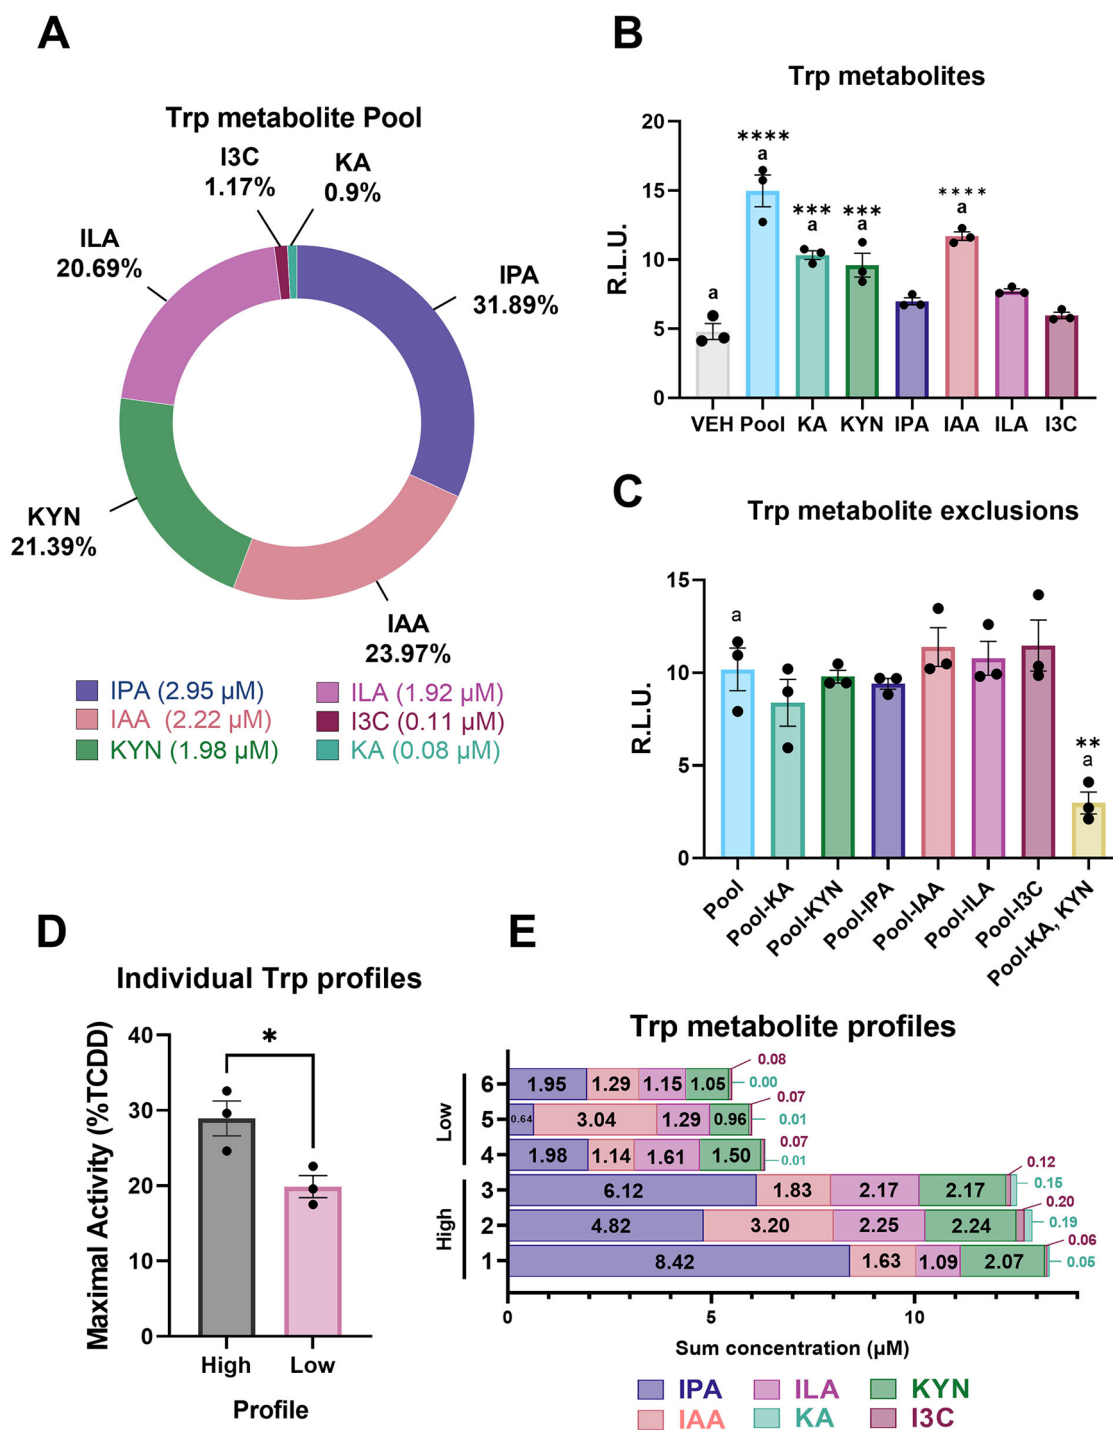 A
Trp metabolite Pool
I3C
1.17%
KA
0.9%
ILA
20.69%
IPA
31.89%
KYN
21.39%
IAA
23.97%
IPA (2.95 µM)
ILA (1.92 µM)
IAA (2.22 µM)
I3C (0.11 µM)
KYN (1.98 µM)
KA (0.08 µM)
B
Trp metabolites
R.L.U.
20
15
10
5
0
a
****
a
***
a
***
a
****
a
VEH Pool KA KYN IPA IAA ILA I3C
C
Trp metabolite exclusions
R.L.U.
15
10
5
0
a
**
a
Pool
Pool-KA
Pool-KYN
Pool-IPA
Pool-IAA
Pool-ILA
Pool-I3C
Pool-KA, KYN
D
Individual Trp profiles
Maximal Activity (%TCDD)
40
30
20
10
0
*
High Low
Profile
E
Trp metabolite profiles
Low
High
6 1.95 1.29 1.15 1.05 0.08 0.00
5 0.64 3.04 1.29 0.96 0.07 0.01
4 1.98 1.14 1.61 1.50 0.07 0.01
3 6.12 1.83 2.17 2.17 0.12 0.15
2 4.82 3.20 2.25 2.24 0.20 0.19
1 8.42 1.63 1.09 2.07 0.06 0.05
0 5 10
Sum concentration (µM)
IPA ILA KYN
IAA KA I3C